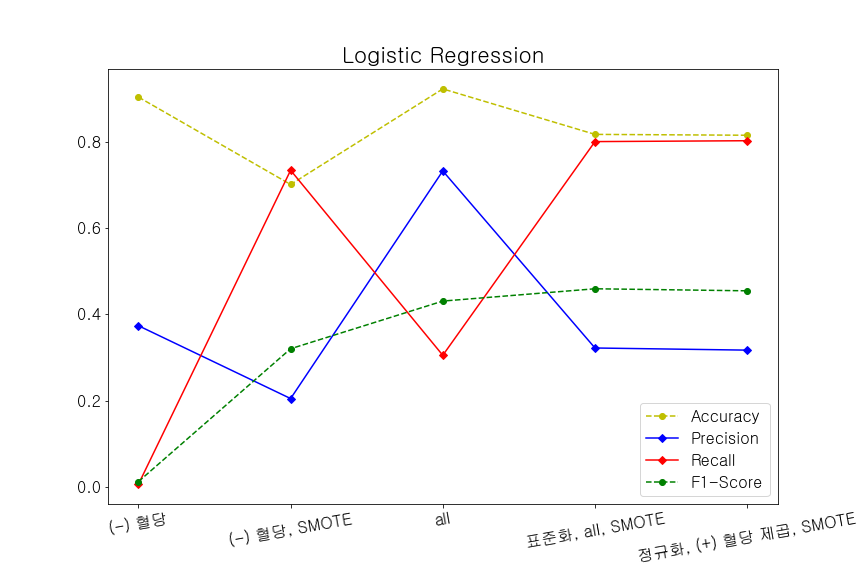 Logistic Regression
0.8
0.6
0.4
0.2
0.0
Accuracy
Precision
Recall
F1-Score
(-) 혈당
(-) 혈당, SMOTE
all
표준화, all, SMOTE
정규화, (+) 혈당 제곱, SMOTE